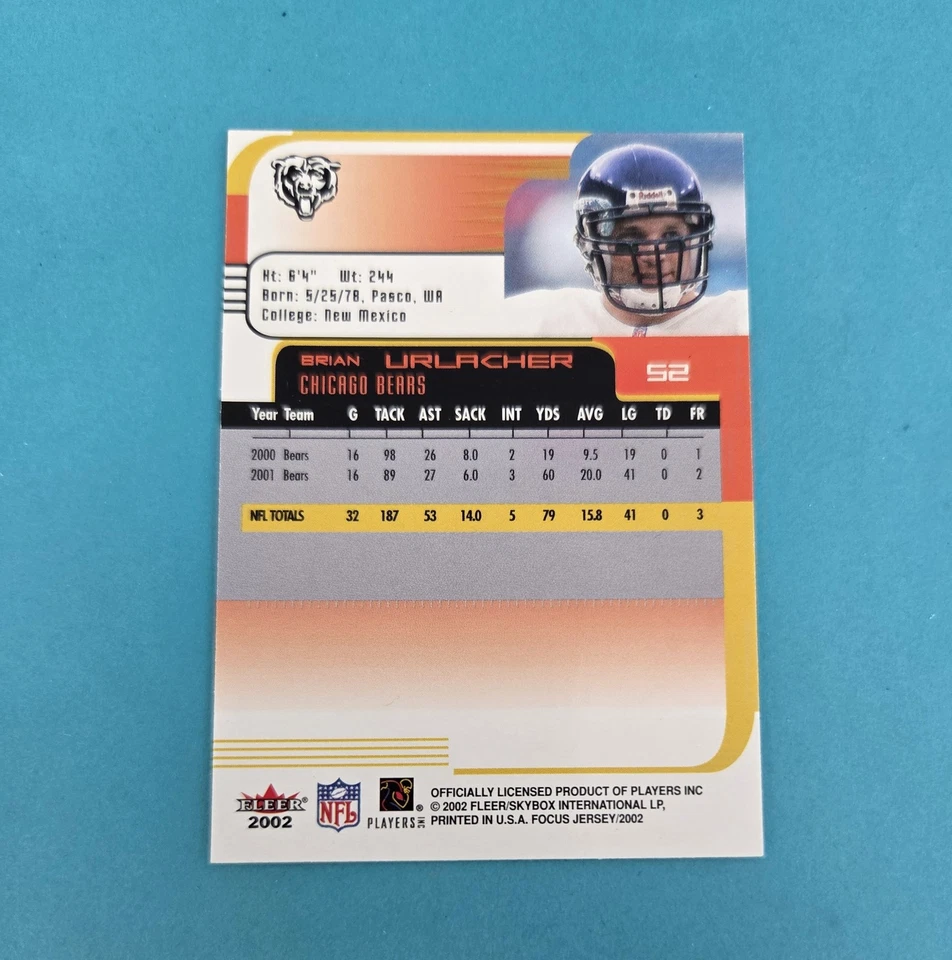 Riddell
Ht: 6'4" Wt: 244
Born: 5/25/78, Pasco, WA
College: New Mexico
BRIAN URLACHER
52
CHICAGO BEARS
Year Team G TACK AST SACK INT YDS AVG LG TD FR
2000 Bears 16 98 26 8.0 2 19 9.5 19 0 1
2001 Bears 16 89 27 6.0 3 60 20.0 41 0 2
NFL TOTALS 32 187 53 14.0 5 79 15.8 41 0 3
FLEER®
2002
NFL
PLAYERS INC ®
OFFICIALLY LICENSED PRODUCT OF PLAYERS INC
© 2002 FLEER/SKYBOX INTERNATIONAL LP,
PRINTED IN U.S.A. FOCUS JERSEY/2002